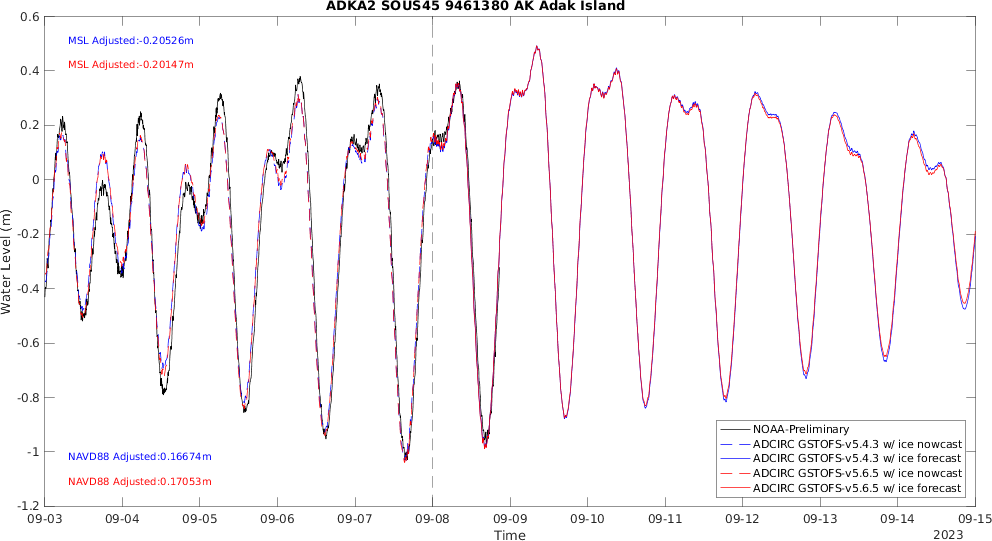 ADKA2 SOUS45 9461380 AK Adak Island
0.6
0.4
0.2
0
-0.2
-0.4
-0.6
-0.8
-1
-1.2
Water Level (m)
MSL Adjusted:-0.20526m
MSL Adjusted:-0.20147m
NAVD88 Adjusted:0.16674m
NAVD88 Adjusted:0.17053m
NOAA-Preliminary
ADCIRC GSTOFS-v5.4.3 w/ ice nowcast
ADCIRC GSTOFS-v5.4.3 w/ ice forecast
ADCIRC GSTOFS-v5.6.5 w/ ice nowcast
ADCIRC GSTOFS-v5.6.5 w/ ice forecast
09-03 09-04 09-05 09-06 09-07 09-08 09-09 09-10 09-11 09-12 09-13 09-14 09-15
Time
2023